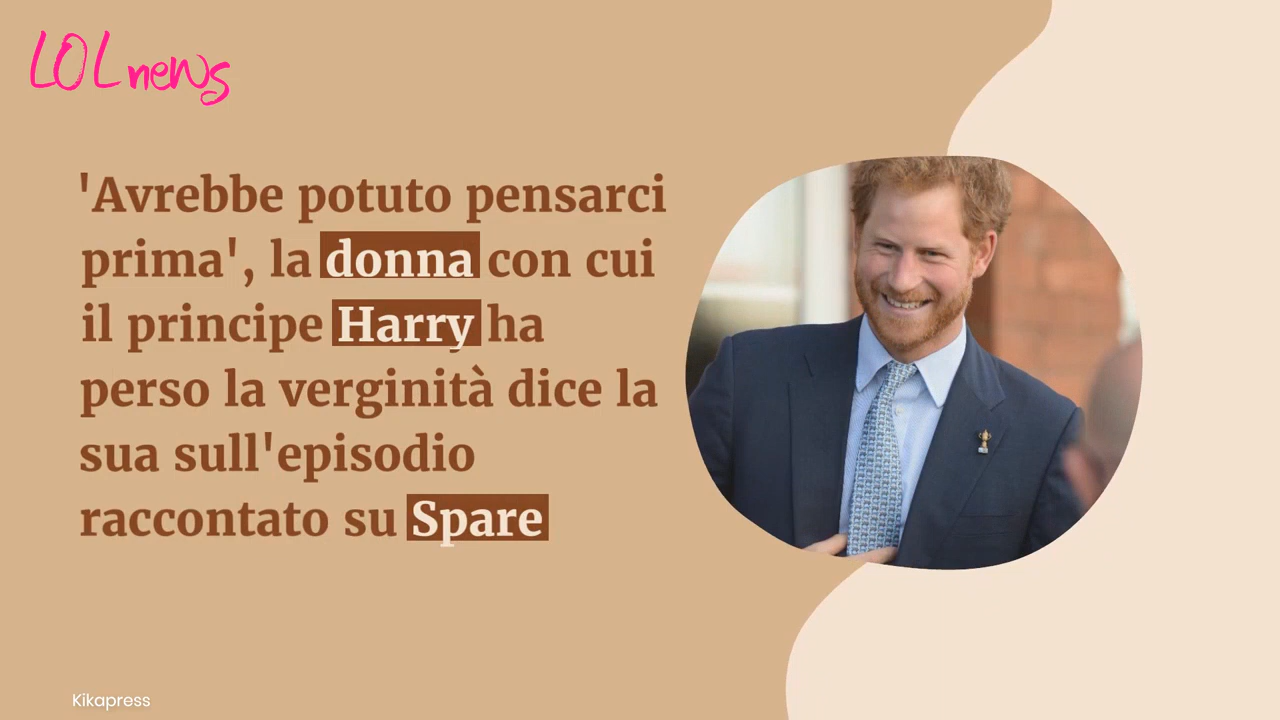 LOL news
'Avrebbe potuto pensarci
prima', la donna con cui
il principe Harry ha
perso la verginità dice la
sua sull'episodio
raccontato su Spare
Kikapress